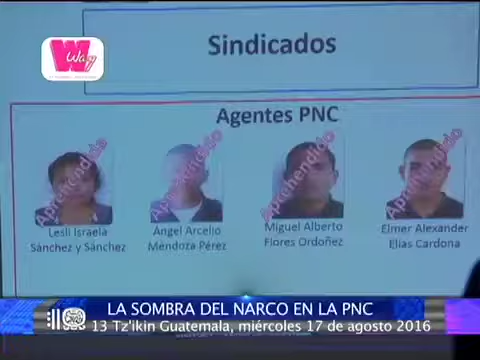 W
Way
Sindicados
Agentes PNC
Aprehendido
Aprehendido
Aprehendido
Aprehendido
Lesli Israela
Sánchez y Sánchez
Ángel Arcelio
Mendoza Pérez
Miguel Alberto
Flores Ordoñez
Elmer Alexander
Elías Cardona
LA SOMBRA DEL NARCO EN LA PNC
13 Tz'ikin Guatemala, miércoles 17 de agosto 2016